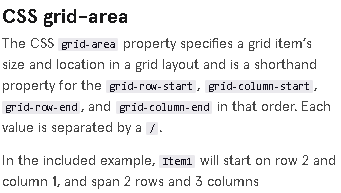 CSS grid-area
The CSS grid-area property specifies a grid item's
size and location in a grid layout and is a shorthand
property for the grid-row-start, grid-column-start,
grid-row-end, and grid-column-end in that order. Each
value is separated by a /.
In the included example, Item1 will start on row 2 and
column 1, and span 2 rows and 3 columns